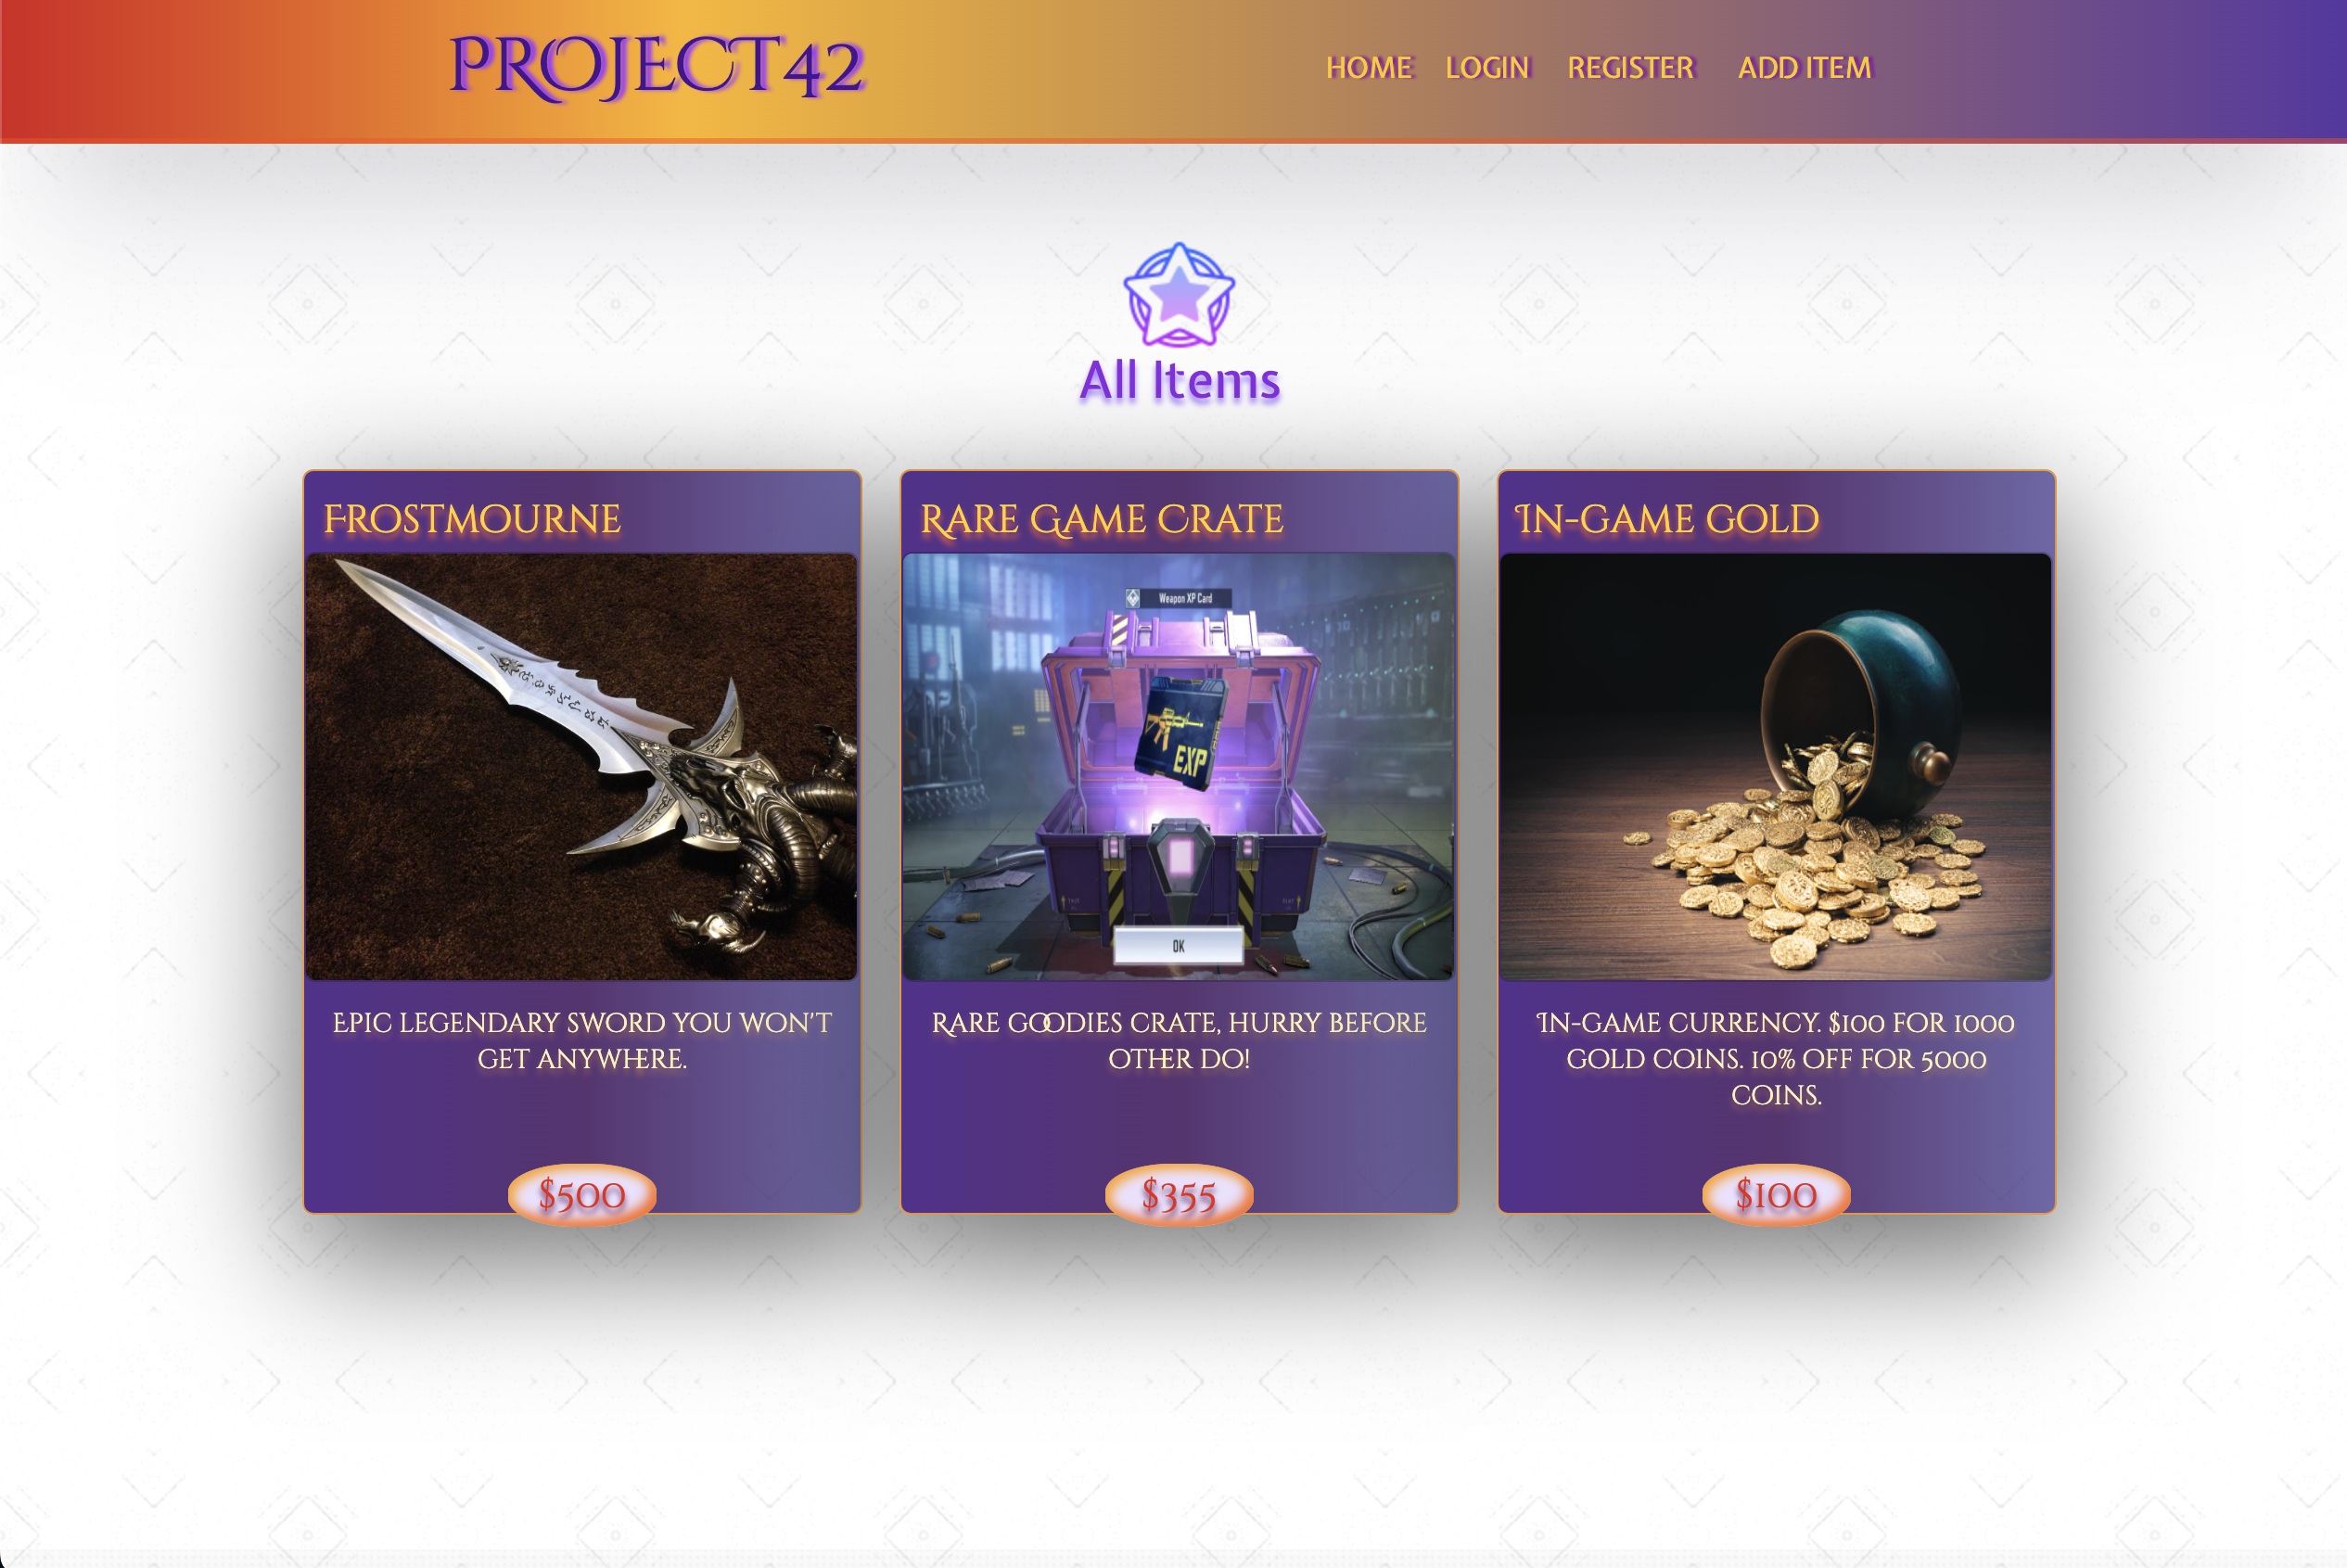 PROJECT42
HOME LOGIN REGISTER ADD ITEM
All Items
Frostmourne
Rare Game Crate
In-game gold
Weapon XP Card
EXP
OK
Epic legendary sword you won't
get anywhere.
Rare goodies crate, hurry before
other do!
In-game currency. $100 for 1000
gold coins. 10% off for 5000
coins.
$500
$355
$100